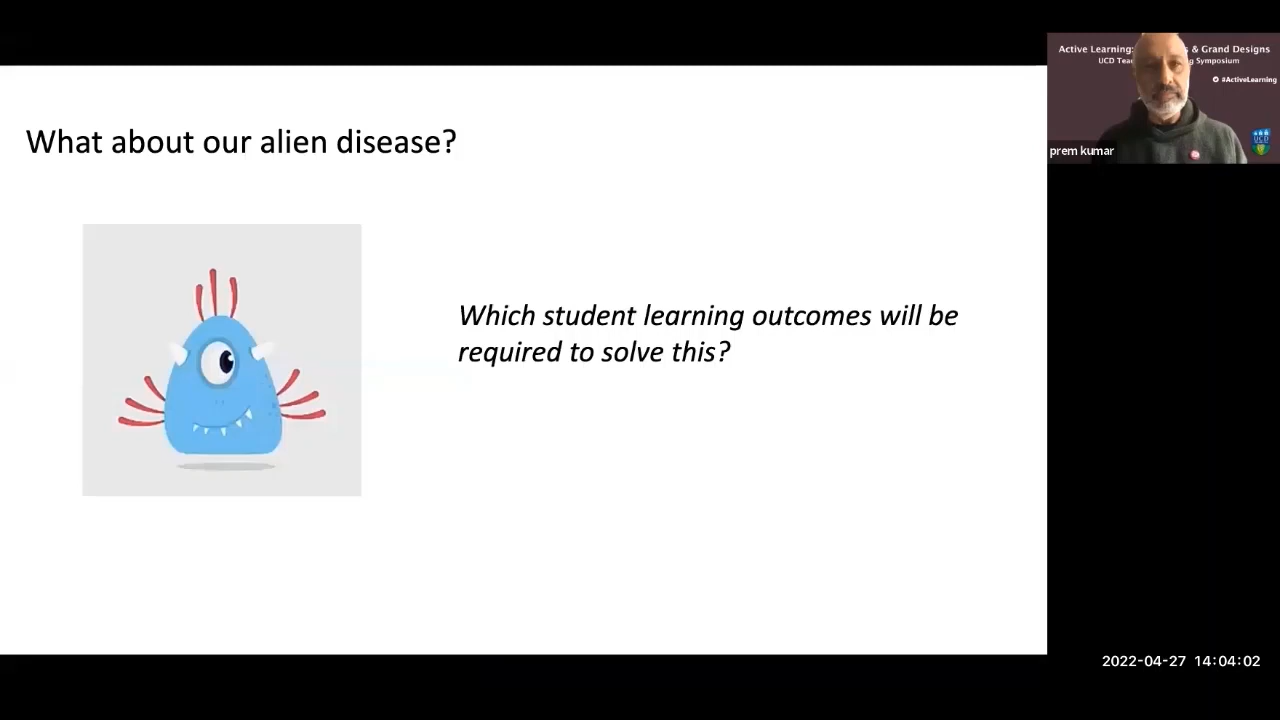 What about our alien disease?
Which student learning outcomes will be
required to solve this?
Active Learning: & Grand Designs
UCD Symposium
#ActiveLearning
UCD
prem kumar
2022-04-27 14:04:02